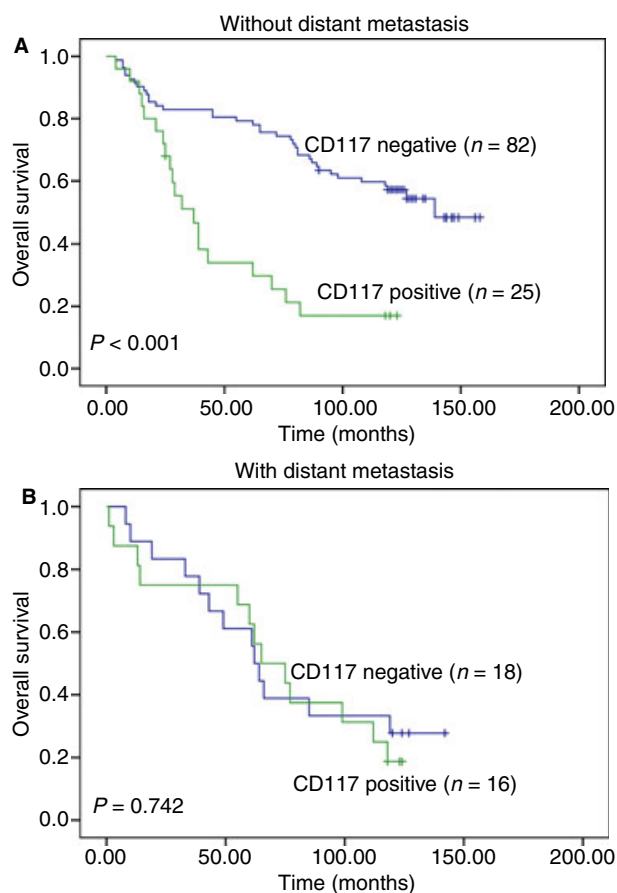 Without distant metastasis
A
1.0
0.8
0.6
0.4
0.2
0.0
Overall survival
CD117 negative (n = 82)
CD117 positive (n = 25)
P < 0.001
0.00 50.00 100.00 150.00 200.00
Time (months)
With distant metastasis
B
1.0
0.8
0.6
0.4
0.2
0.0
Overall survival
CD117 negative (n = 18)
CD117 positive (n = 16)
P = 0.742
0.00 50.00 100.00 150.00 200.00
Time (months)